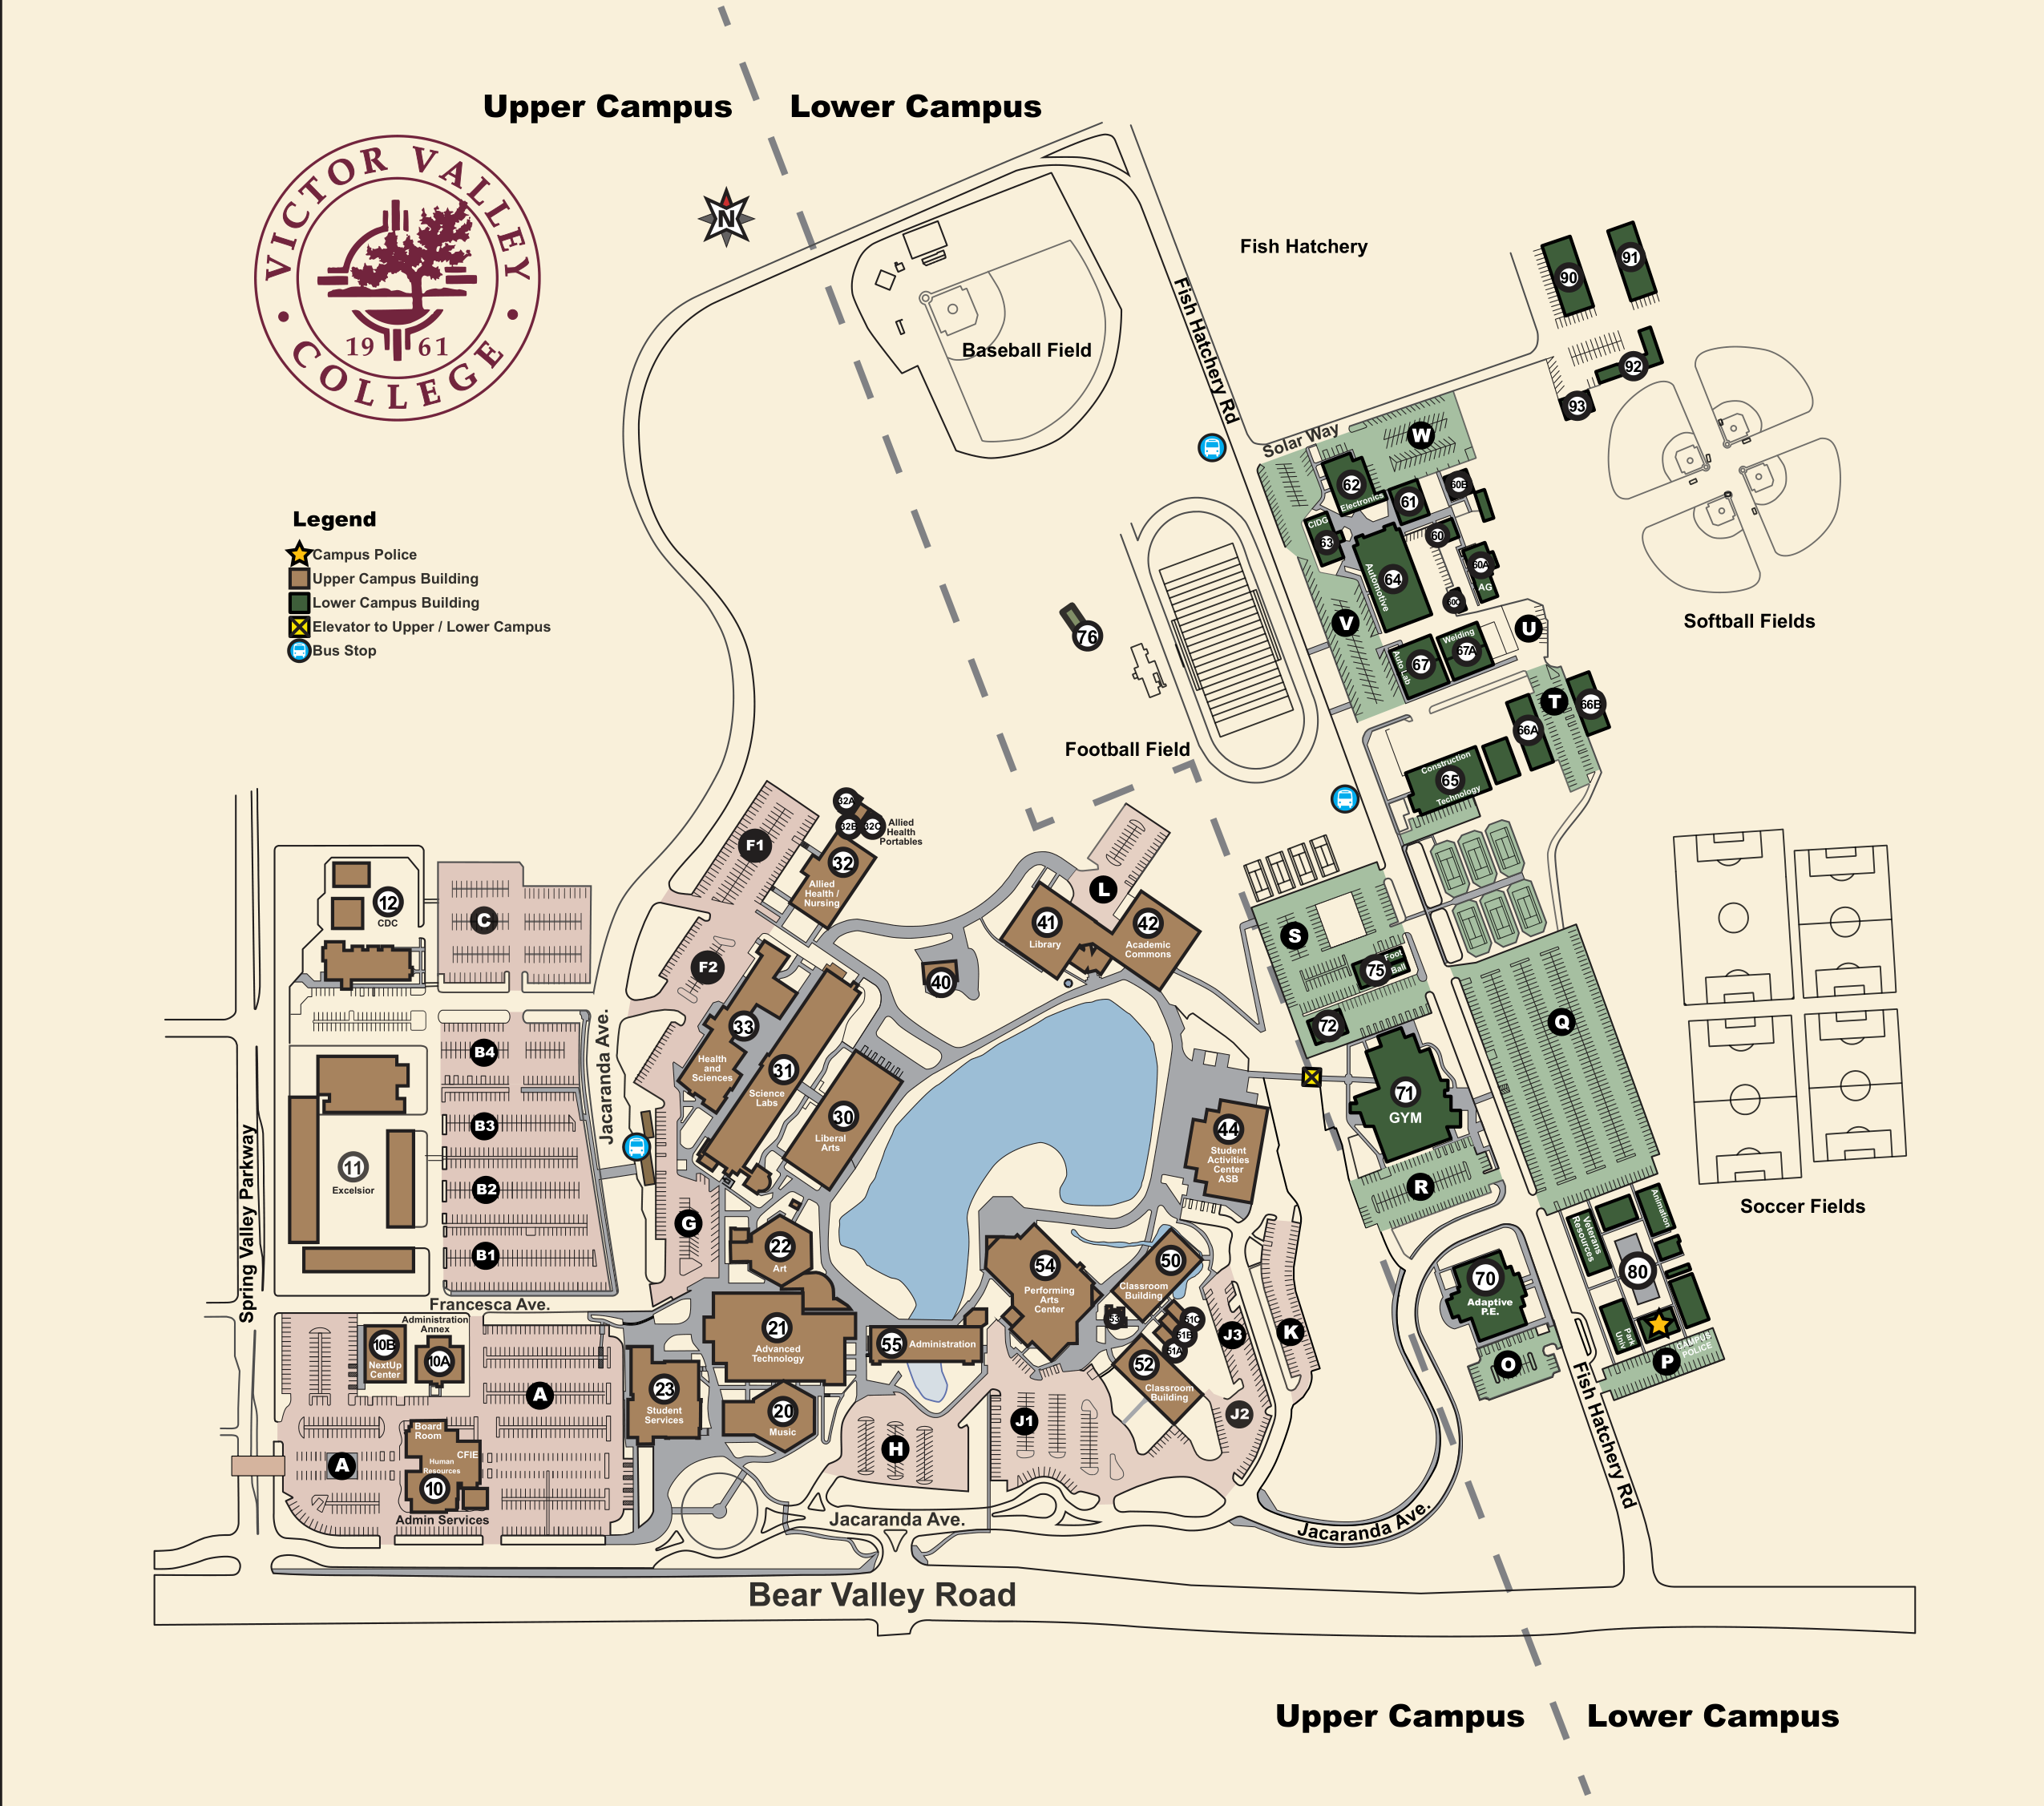 Upper Campus
Lower Campus
VICTOR VALLEY
COLLEGE
19 61
N
Legend
Campus Police
Upper Campus Building
Lower Campus Building
Elevator to Upper / Lower Campus
Bus Stop
Baseball Field
Fish Hatchery
Fish Hatchery Rd
Solar Way
90
91
92
93
W
62
Electronics
61
60B
CIDG
63
60
64
Automotive
60A
AG
60C
V
U
67
Auto Lab
Welding
67A
Softball Fields
76
Football Field
T
66B
66A
Construction
65
Technology
F1
32A
32B
32C
Allied
Health
Portables
32
Allied
Health /
Nursing
12
CDC
C
L
41
Library
42
Academic
Commons
S
75
Foot
Ball
72
F2
40
33
Health
and
Sciences
31
Science
Labs
30
Liberal
Arts
Q
71
GYM
B4
B3
B2
B1
Jacaranda Ave.
11
Excelsior
44
Student
Activities
Center
ASB
R
G
Soccer Fields
Spring Valley Parkway
22
Art
54
Performing
Arts
Center
50
Classroom
Building
53
51C
51B
51A
52
Classroom
Building
J3
K
70
Adaptive
P.E.
Veterans
Resources
Animation
80
Park
Univ
CAMPUS
POLICE
P
O
Francesca Ave.
Administration
Annex
10B
NextUp
Center
10A
A
21
Advanced
Technology
55
Administration
23
Student
Services
20
Music
H
J1
J2
Board
Room
CFIE
Human
Resources
10
Admin Services
A
Jacaranda Ave.
Jacaranda Ave.
Fish Hatchery Rd
Bear Valley Road
Upper Campus
Lower Campus